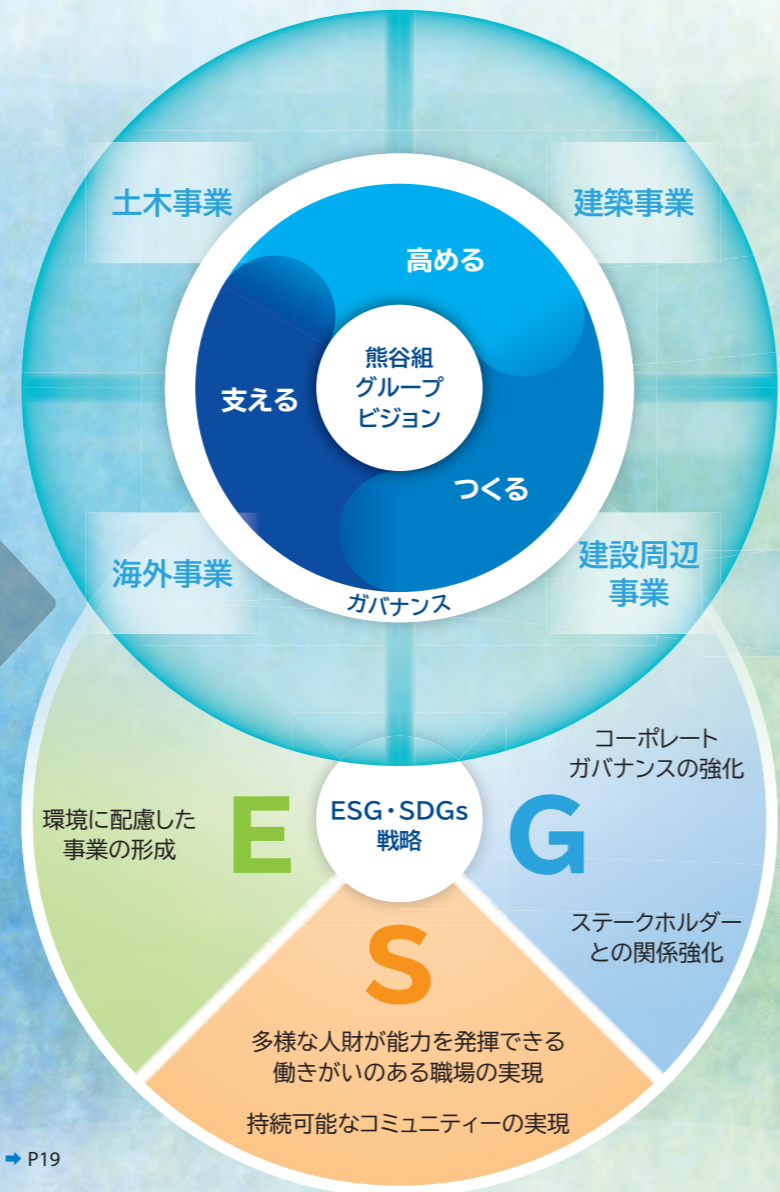 土木事業
建築事業
高める
熊谷組
グループ
ビジョン
支える
つくる
海外事業
建設周辺
事業
ガバナンス
コーポレート
ガバナンスの強化
環境に配慮した
事業の形成
E
ESG・SDGs
戦略
G
ステークホルダー
との関係強化
S
多様な人財が能力を発揮できる
働きがいのある職場の実現
持続可能なコミュニティーの実現
➡ P19